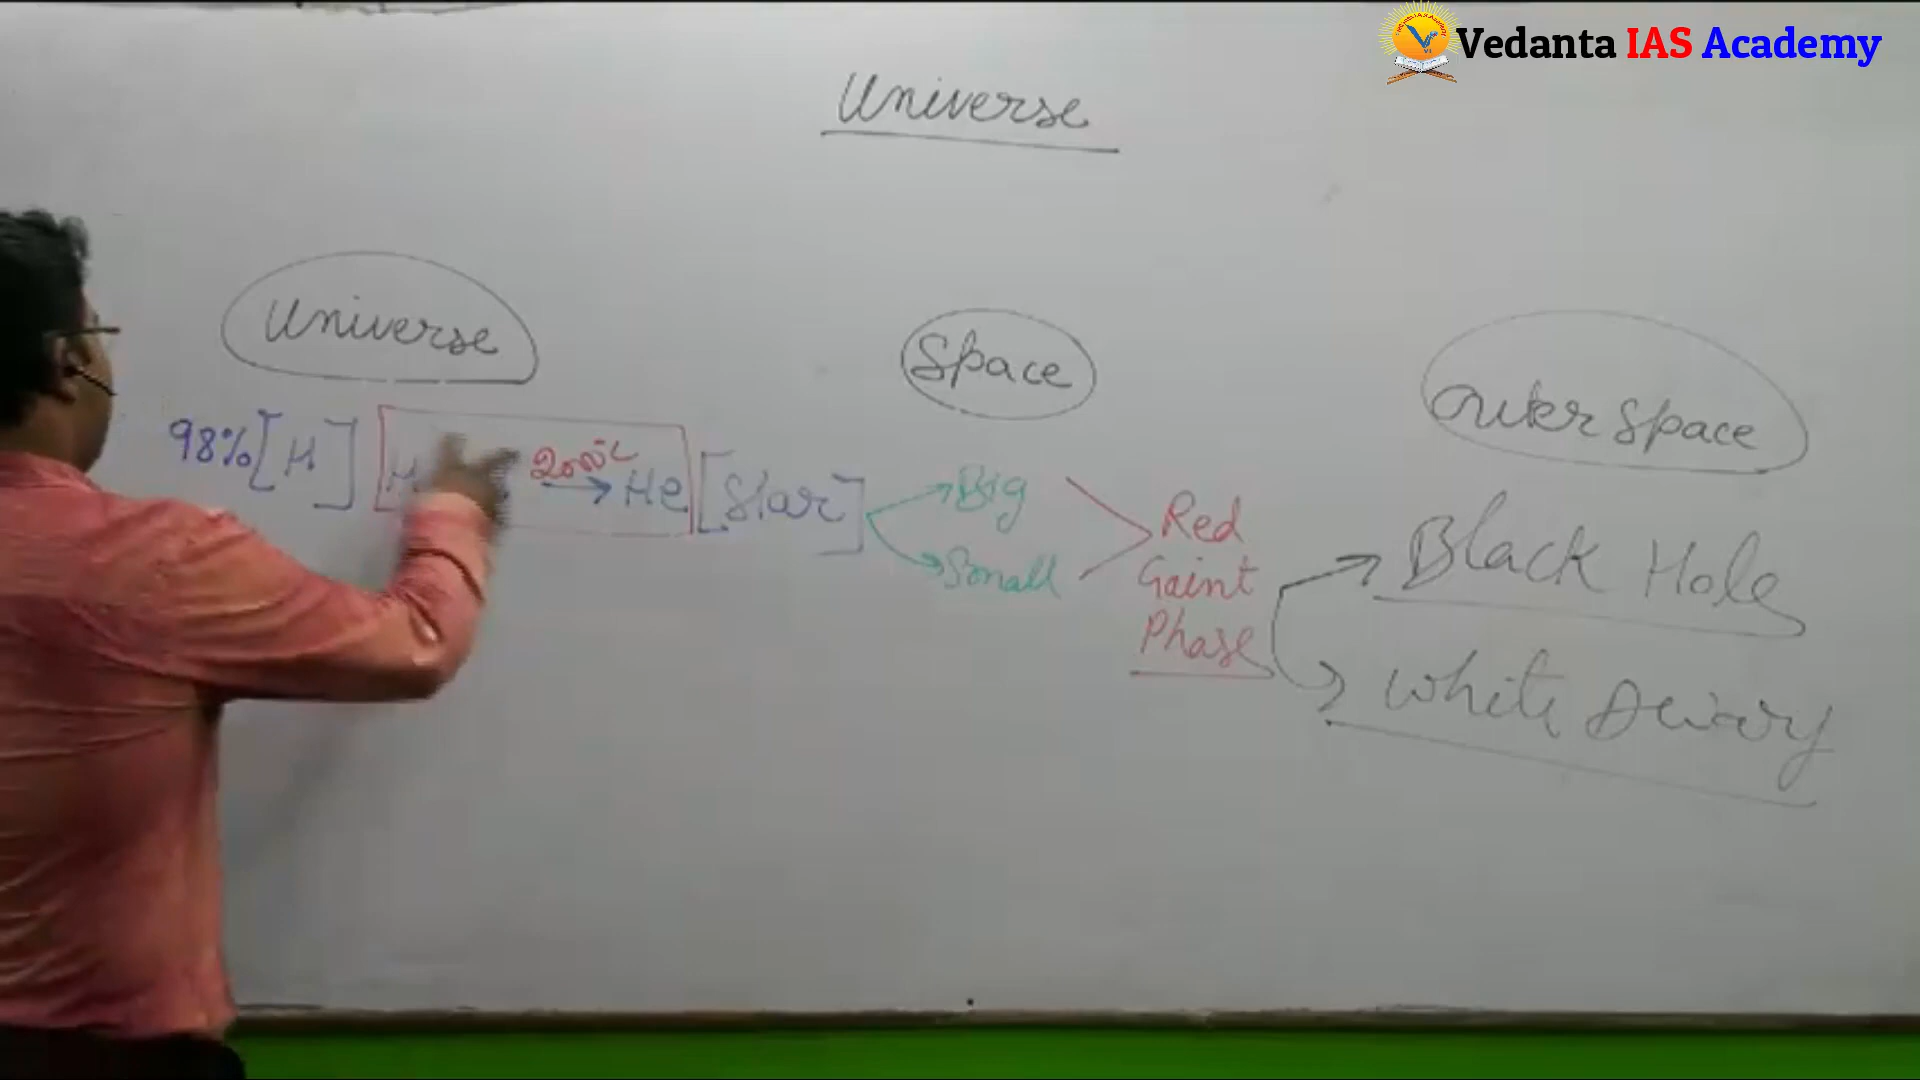 Vedanta IAS Academy
Universe
Universe
Space
outer space
98% [H] H → He [Star]
Big
Small
Red
Gaint
Phase
Black Hole
White